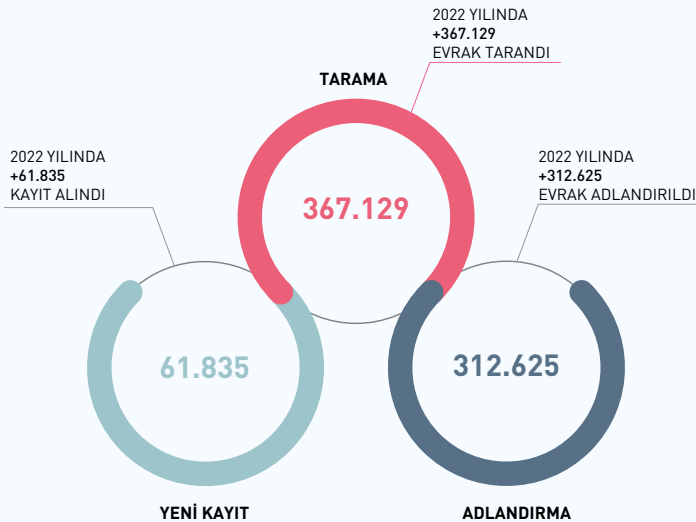 2022 YILINDA
+367.129
EVRAK TARANDI
TARAMA
367.129
2022 YILINDA
+61.835
KAYIT ALINDI
2022 YILINDA
+312.625
EVRAK ADLANDIRILDI
61.835
312.625
YENİ KAYIT
ADLANDIRMA